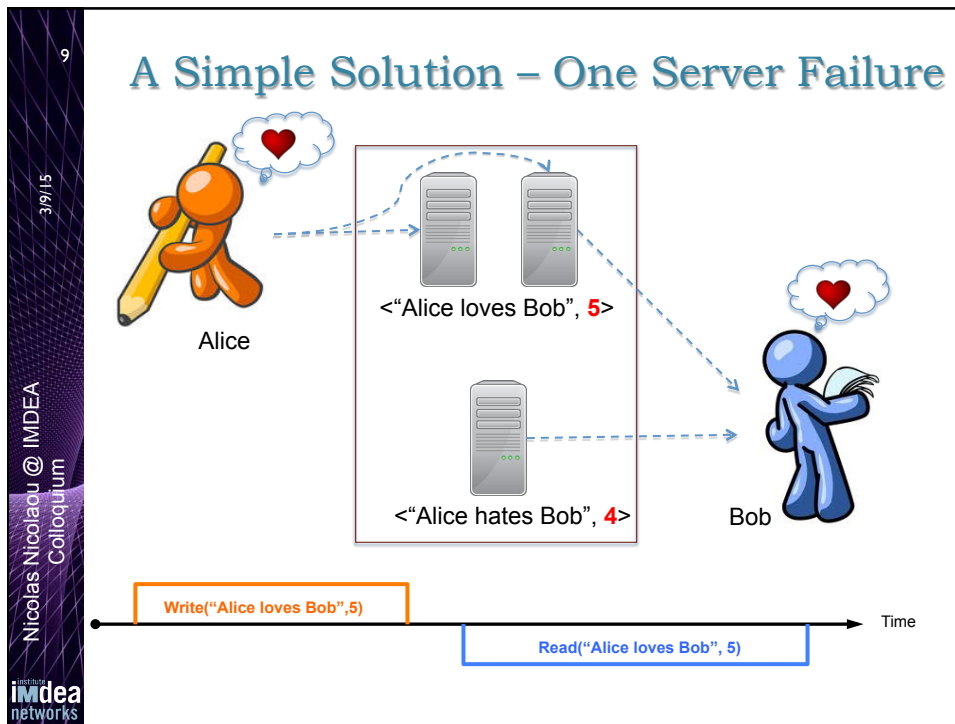 9
A Simple Solution – One Server Failure
3/9/15
Nicolas Nicolaou @ IMDEA
Colloquium
Alice
<“Alice loves Bob”, 5>
<“Alice hates Bob”, 4>
Bob
Write(“Alice loves Bob”,5)
Time
Read(“Alice loves Bob”, 5)
institute
iMdea
networks